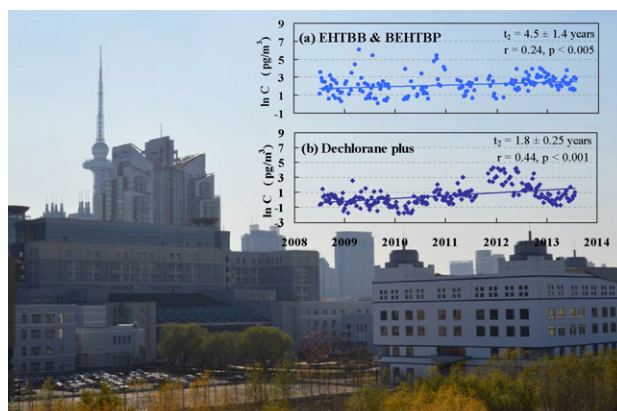 (a) EHTBB & BEHTBP
t₂ = 4.5 ± 1.4 years
r = 0.24, p < 0.005
ln C (pg/m³)
9
7
5
3
1
-1
(b) Dechlorane plus
t₂ = 1.8 ± 0.25 years
r = 0.44, p < 0.001
ln C (pg/m³)
9
7
5
3
1
-1
-3
2008 2009 2010 2011 2012 2013 2014